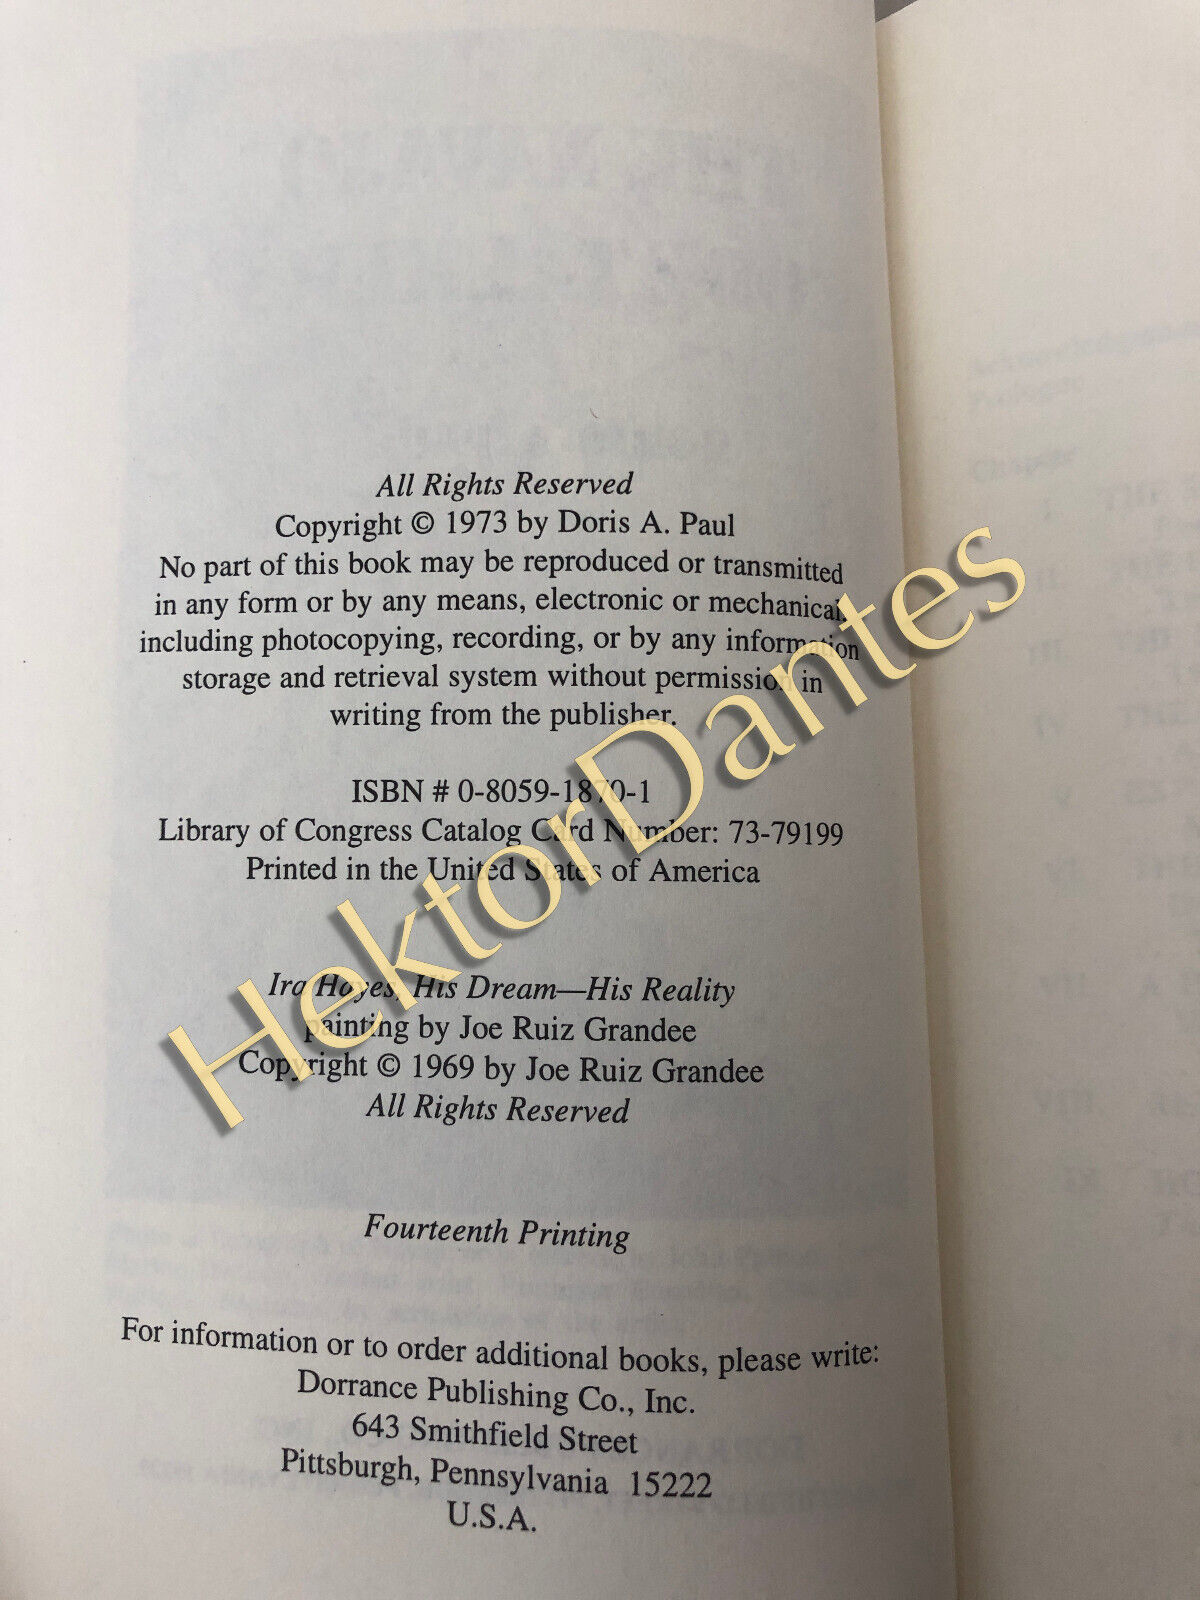 All Rights Reserved
Copyright © 1973 by Doris A. Paul
No part of this book may be reproduced or transmitted
in any form or by any means, electronic or mechanical,
including photocopying, recording, or by any information
storage and retrieval system without permission in
writing from the publisher.
ISBN # 0-8059-1870-1
Library of Congress Catalog Card Number: 73-79199
Printed in the United States of America
Ira Hayes, His Dream—His Reality
painting by Joe Ruiz Grandee
Copyright © 1969 by Joe Ruiz Grandee
All Rights Reserved
Fourteenth Printing
For information or to order additional books, please write:
Dorrance Publishing Co., Inc.
643 Smithfield Street
Pittsburgh, Pennsylvania 15222
U.S.A.
HektorDantes